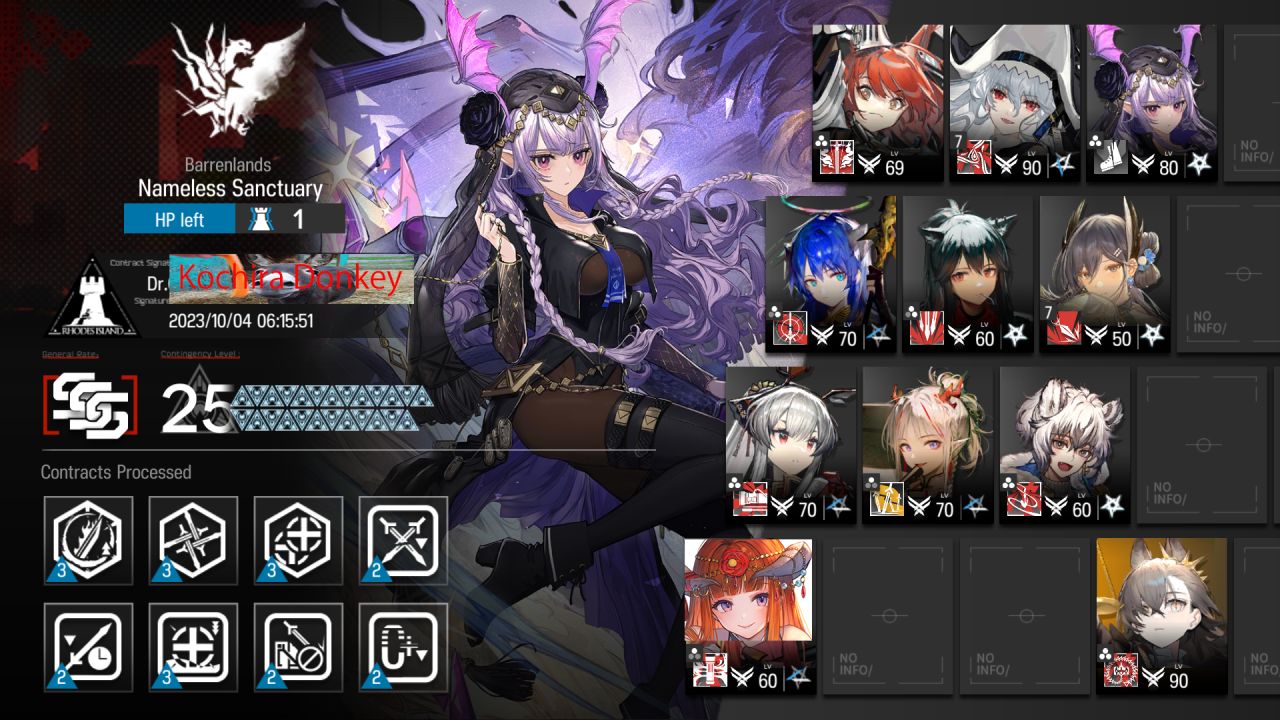 Barrenlands
Nameless Sanctuary
HP left 1
Contract Signa
Dr.
Kochira Donkey
Signature
2023/10/04 06:15:51
RHODES ISLAND
General Rate:
Contingency Level:
25
Contracts Processed
3
3
3
2
2
3
2
2
LV
69
7
LV
90
LV
80
NO
INFO/
LV
70
LV
60
7
LV
50
NO
INFO/
LV
70
LV
70
LV
60
NO
INFO/
LV
60
NO
INFO/
NO
INFO/
LV
90
NO
INFO